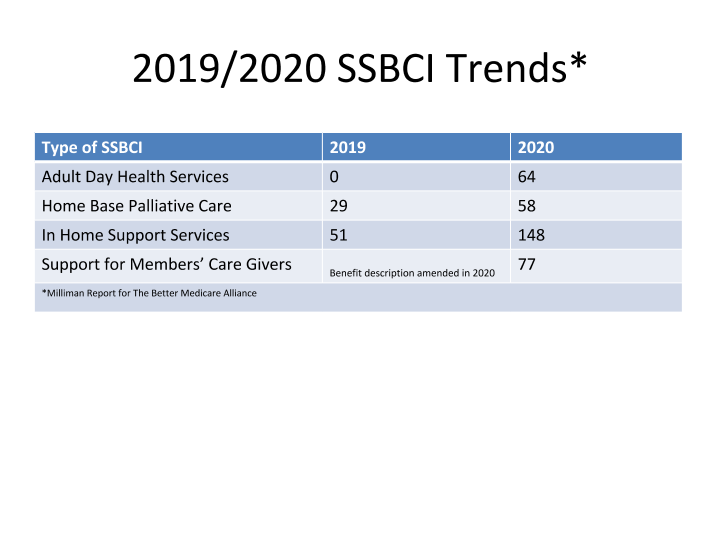 2019/2020 SSBCI Trends*
Type of SSBCI 2019 2020
Adult Day Health Services 0 64
Home Base Palliative Care 29 58
In Home Support Services 51 148
Support for Members’ Care Givers Benefit description amended in 2020 77
*Milliman Report for The Better Medicare Alliance